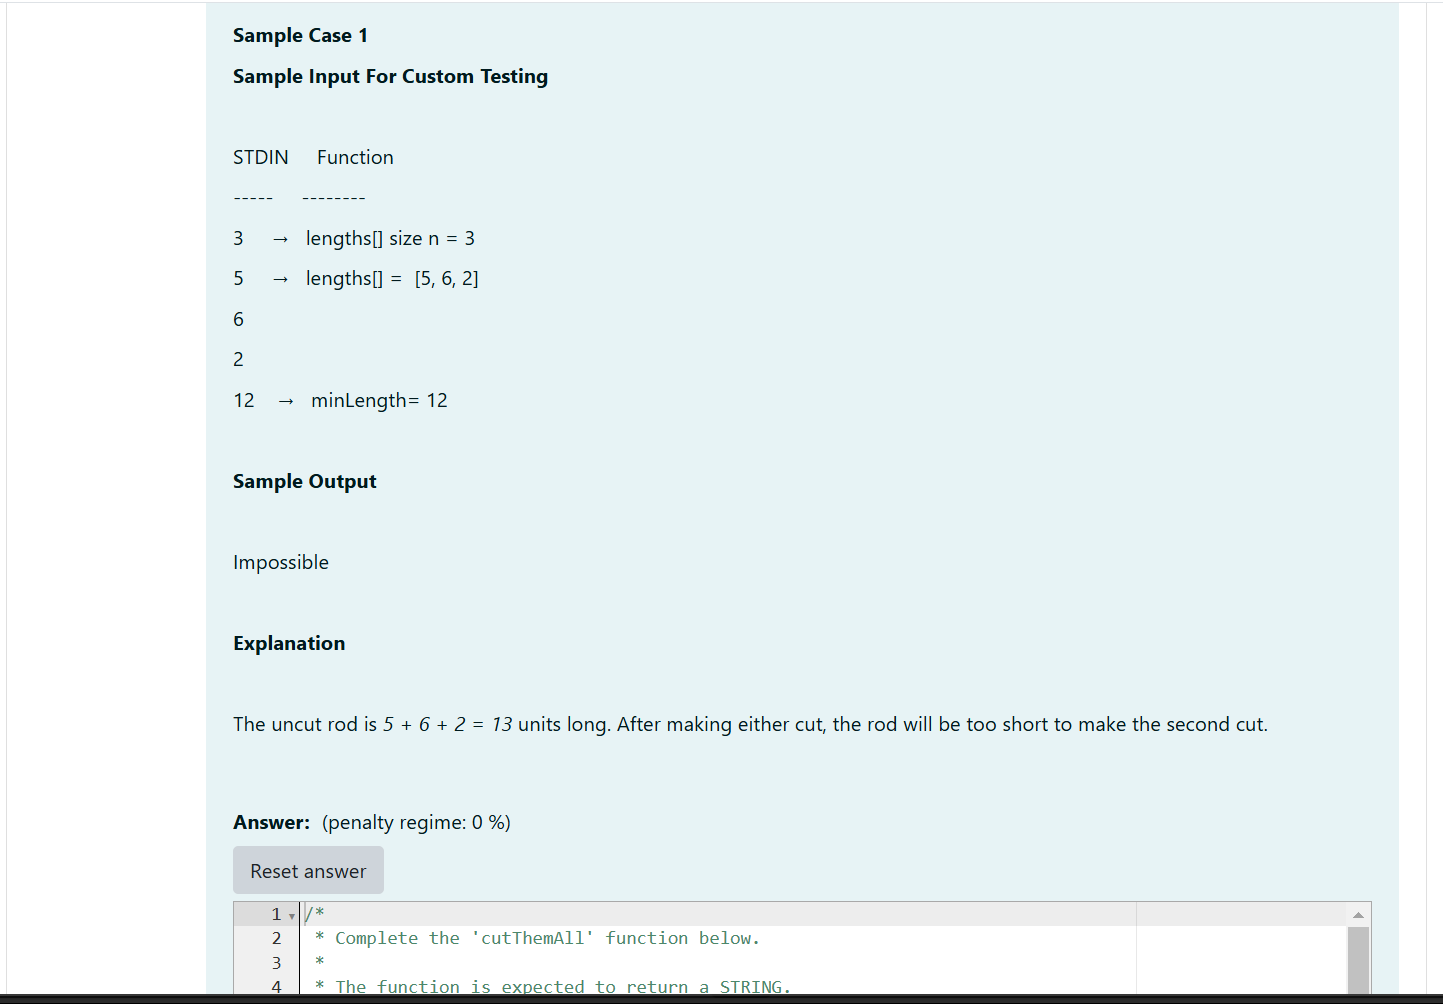 Sample Case 1
Sample Input For Custom Testing
STDIN Function
----- --------
3 → lengths[] size n = 3
5 → lengths[] = [5, 6, 2]
6
2
12 → minLength= 12
Sample Output
Impossible
Explanation
The uncut rod is 5 + 6 + 2 = 13 units long. After making either cut, the rod will be too short to make the second cut.
Answer: (penalty regime: 0 %)
Reset answer
1 /*
2 * Complete the 'cutThemAll' function below.
3 *
4 * The function is expected to return a STRING.